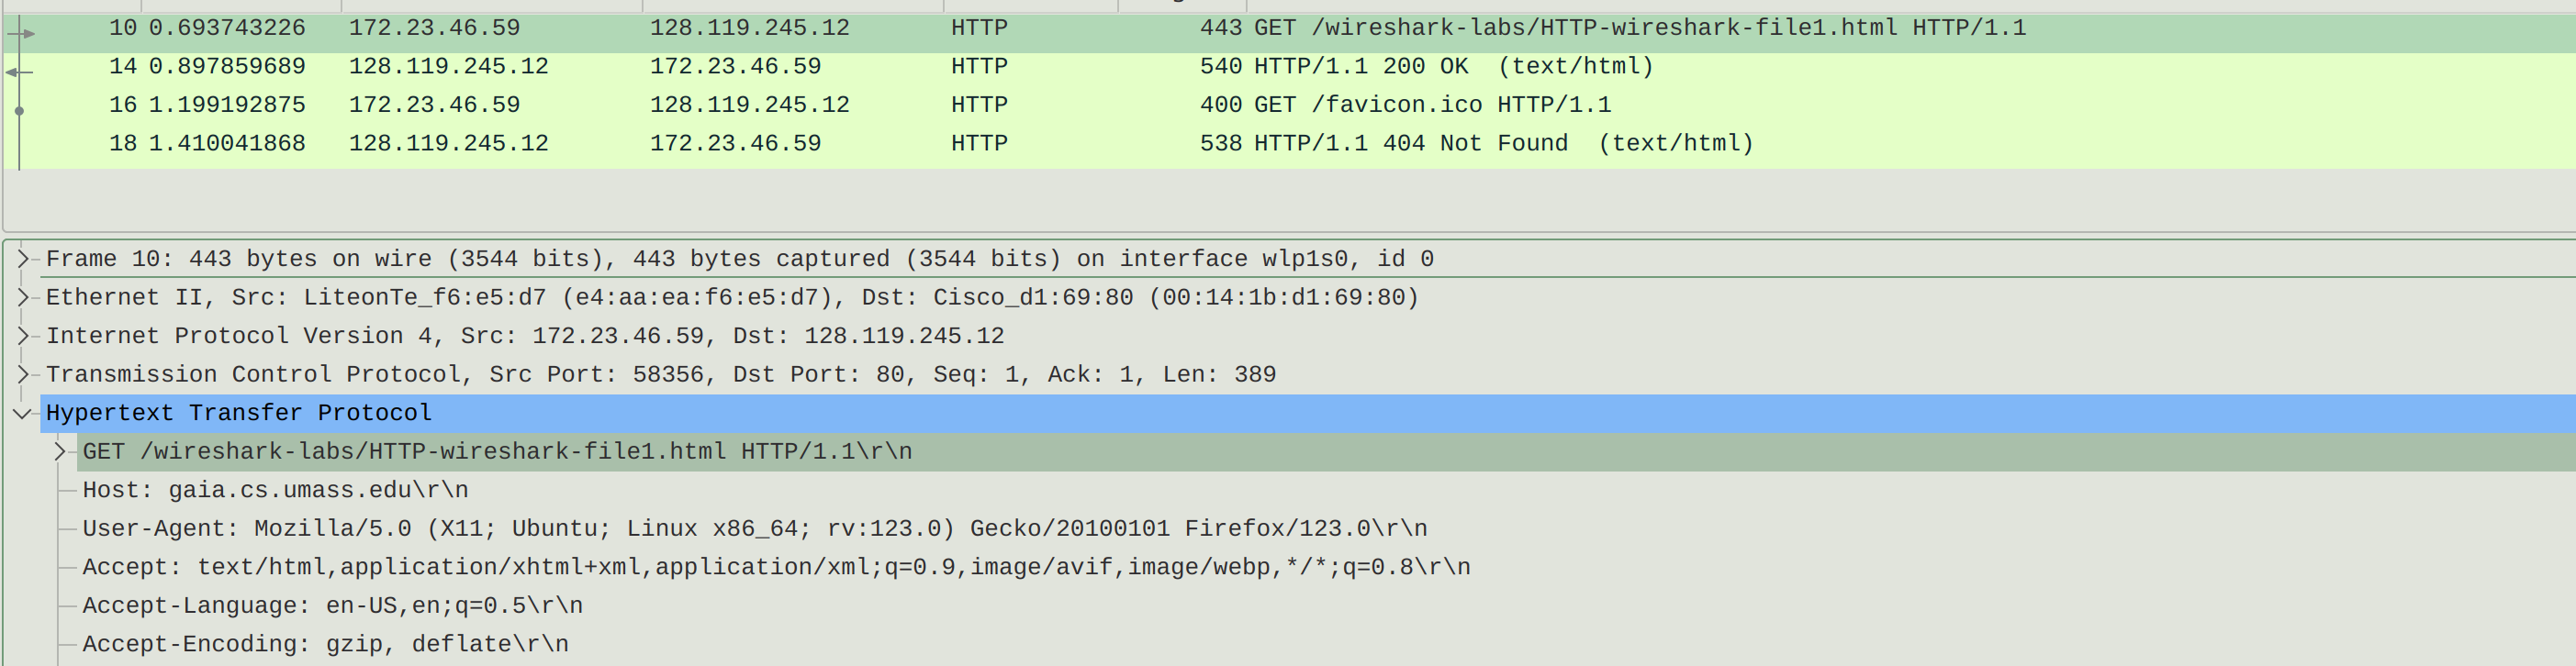 10 0.693743226 172.23.46.59 128.119.245.12 HTTP 443 GET /wireshark-labs/HTTP-wireshark-file1.html HTTP/1.1
14 0.897859689 128.119.245.12 172.23.46.59 HTTP 540 HTTP/1.1 200 OK  (text/html)
16 1.199192875 172.23.46.59 128.119.245.12 HTTP 400 GET /favicon.ico HTTP/1.1
18 1.410041868 128.119.245.12 172.23.46.59 HTTP 538 HTTP/1.1 404 Not Found  (text/html)
Frame 10: 443 bytes on wire (3544 bits), 443 bytes captured (3544 bits) on interface wlp1s0, id 0
Ethernet II, Src: LiteonTe_f6:e5:d7 (e4:aa:ea:f6:e5:d7), Dst: Cisco_d1:69:80 (00:14:1b:d1:69:80)
Internet Protocol Version 4, Src: 172.23.46.59, Dst: 128.119.245.12
Transmission Control Protocol, Src Port: 58356, Dst Port: 80, Seq: 1, Ack: 1, Len: 389
Hypertext Transfer Protocol
GET /wireshark-labs/HTTP-wireshark-file1.html HTTP/1.1\r\n
Host: gaia.cs.umass.edu\r\n
User-Agent: Mozilla/5.0 (X11; Ubuntu; Linux x86_64; rv:123.0) Gecko/20100101 Firefox/123.0\r\n
Accept: text/html,application/xhtml+xml,application/xml;q=0.9,image/avif,image/webp,*/*;q=0.8\r\n
Accept-Language: en-US,en;q=0.5\r\n
Accept-Encoding: gzip, deflate\r\n